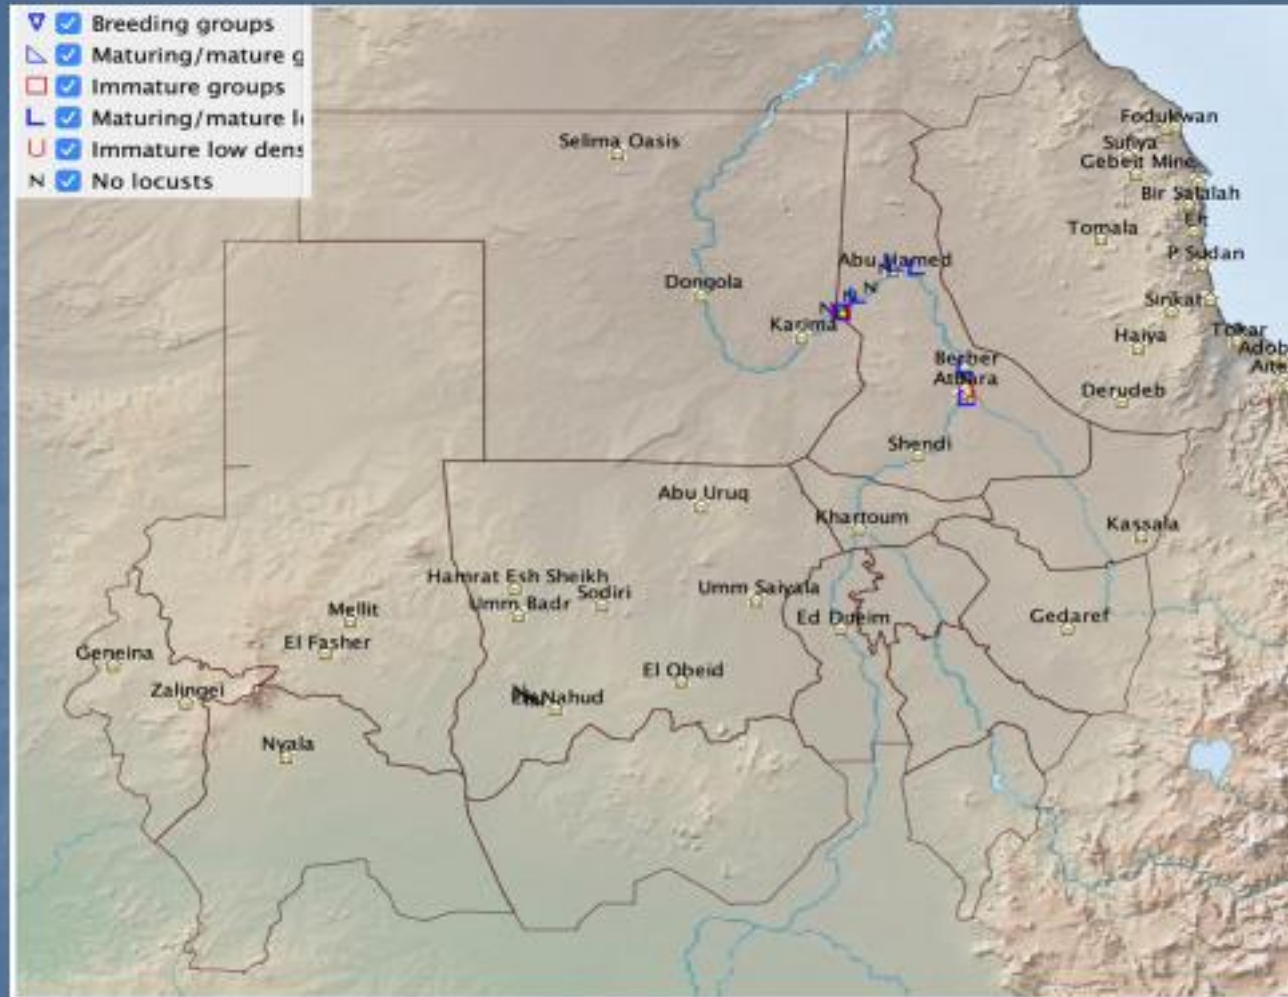 Breeding groups
Maturing/mature g
Immature groups
Maturing/mature l
Immature low dens
N No locusts
Fodukwan
Selima Oasis
Sufiya
Gebeit Mine
Bir Salalah
Eit
Tomala
P Sudan
Abu Hamed
Dongola
N
Sinkat
N
Karima
Haiya
Tokar
Adob
Berber
Aite
Atbara
Derudeb
Shendi
Abu Uruq
Khartoum
Kassala
Hamrat Esh Sheikh
Sodiri
Umm Saiyala
Umm Badr
Mellit
Ed Dueim
Gedaref
El Fasher
Geneina
El Obeid
Zalingei
Nahud
Nyala